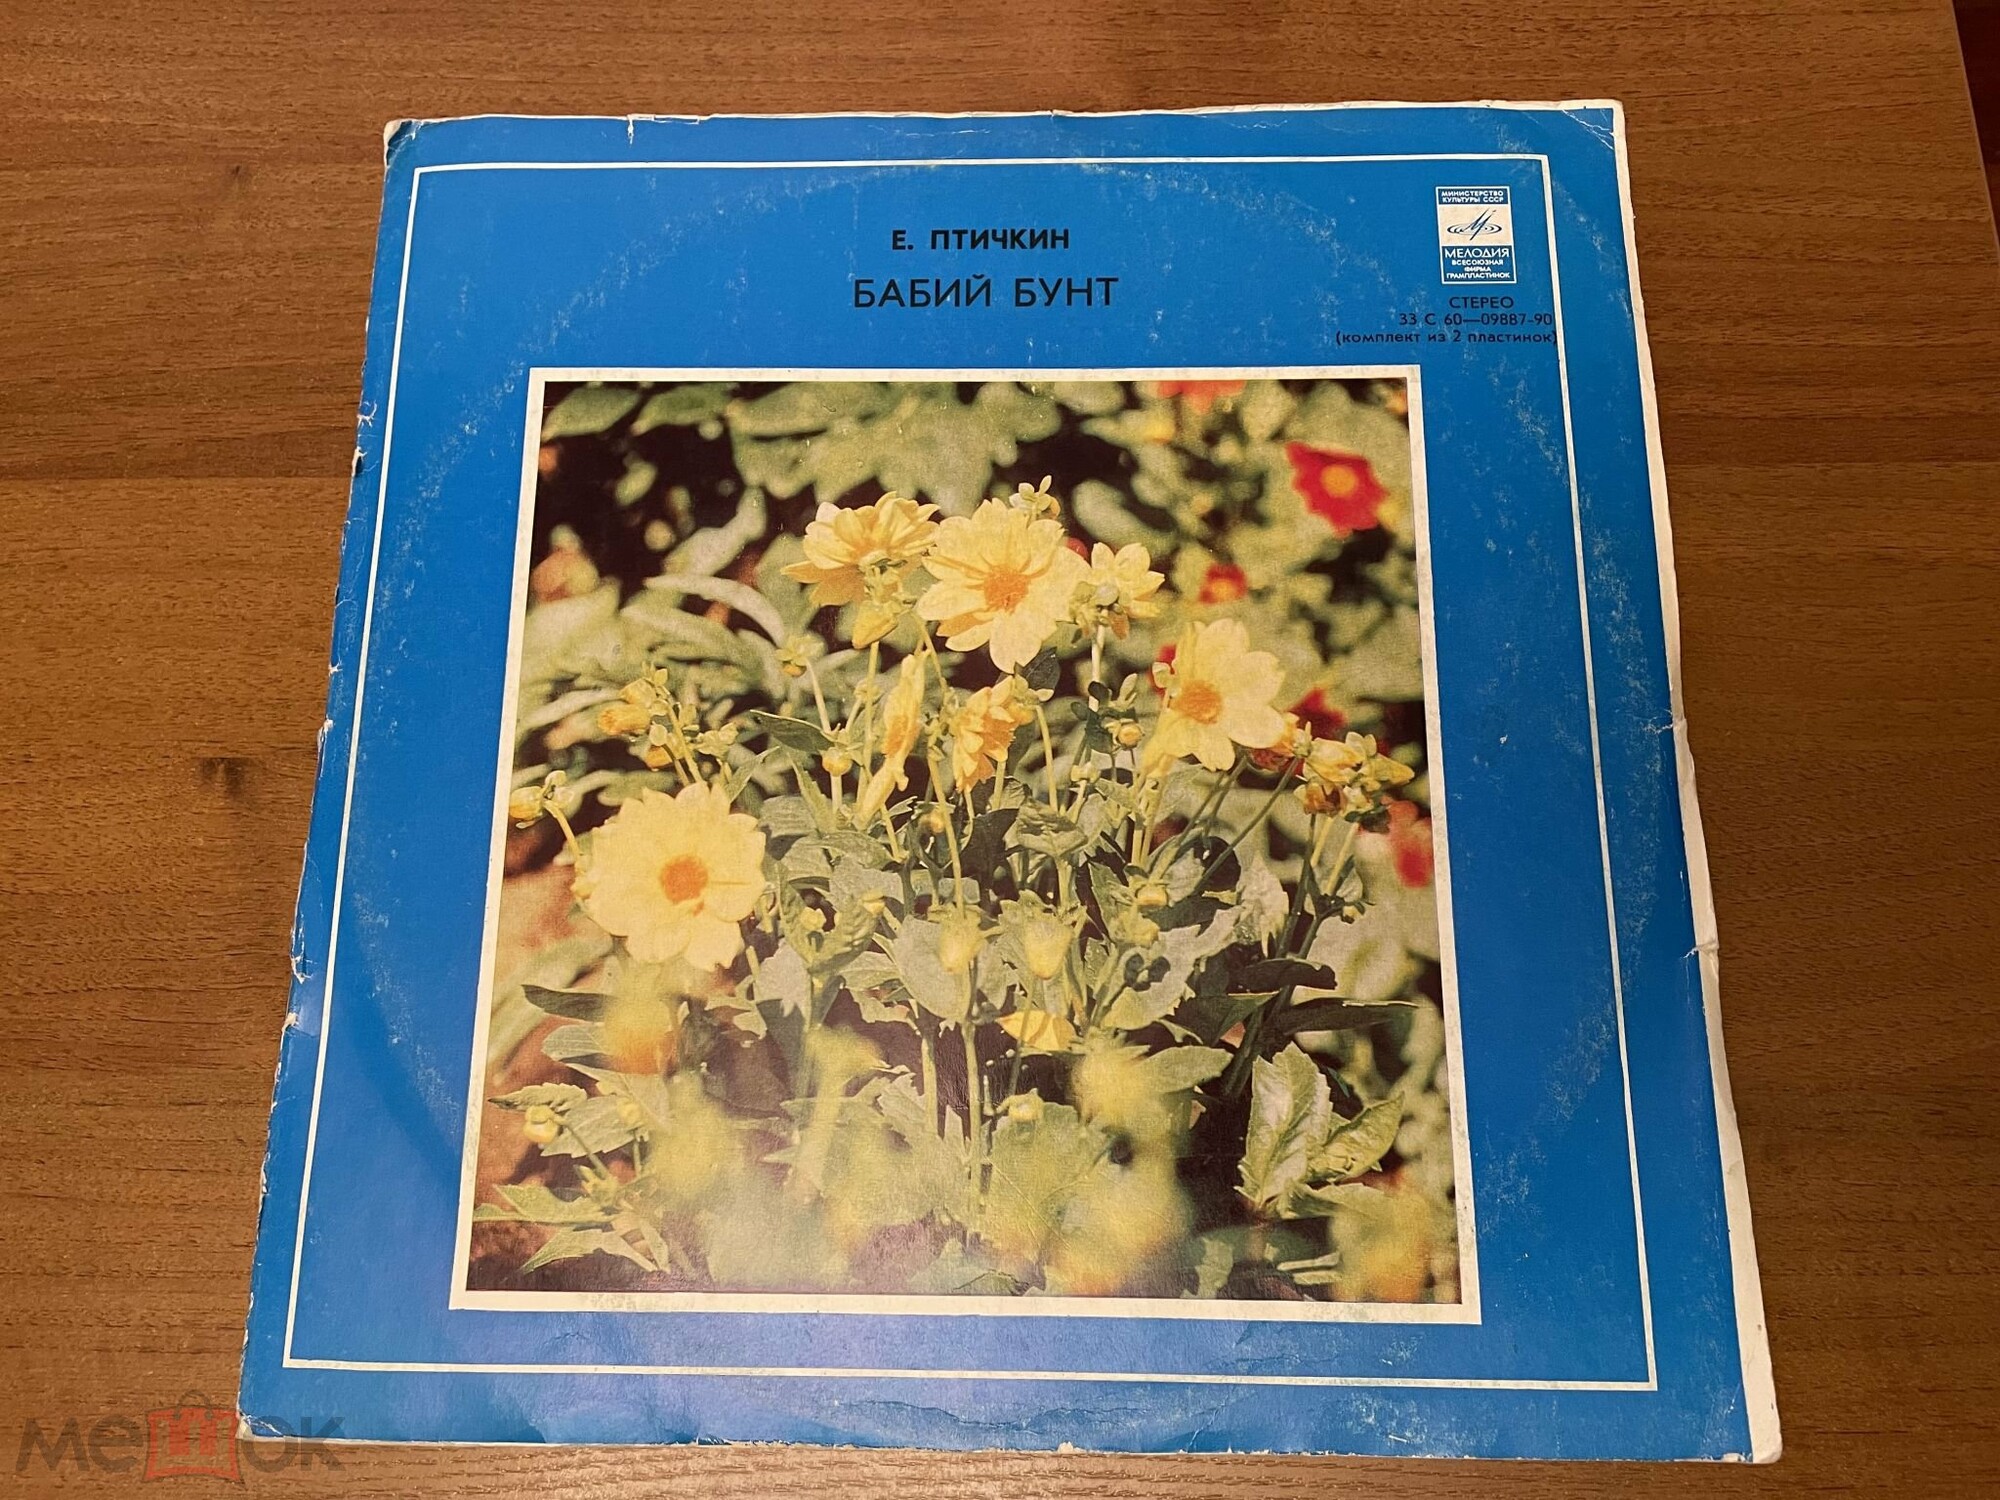 Е. ПТИЧКИН
БАБИЙ БУНТ
МИНИСТЕРСТВО
КУЛЬТУРЫ СССР
МЕЛОДИЯ
ВСЕСОЮЗНАЯ
ФИРМА
ГРАМПЛАСТИНОК
СТЕРЕО
33 С 60—09887-90
(комплект из 2 пластинок)
мешок